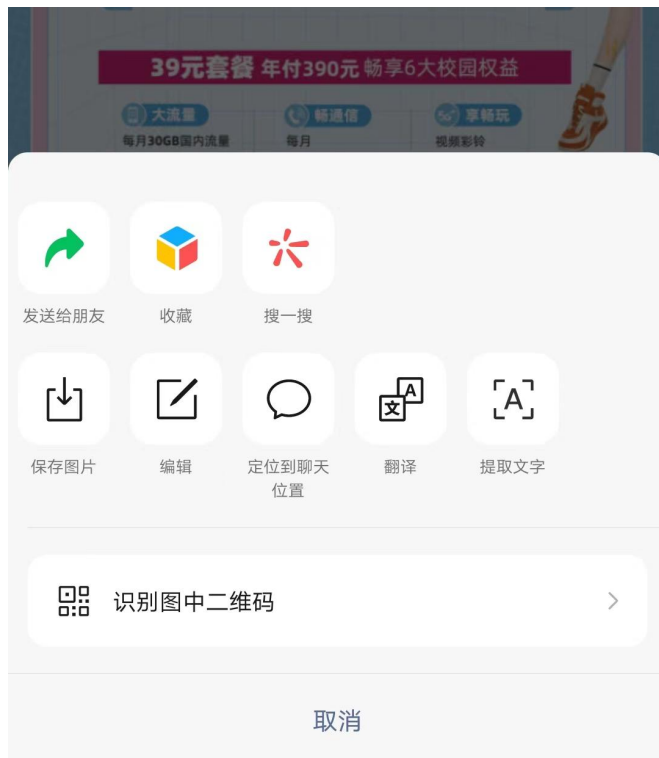 39元套餐 年付390元 畅享6大校园权益
大流量 畅通信 5G 享畅玩
每月30GB国内流量 每月 视频彩铃
发送给朋友 收藏 搜一搜
保存图片 编辑 定位到聊天位置 翻译 提取文字
识别图中二维码
取消